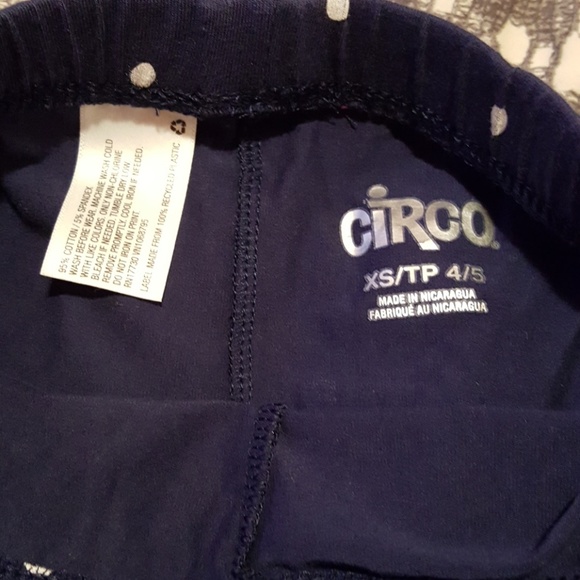 95% COTTON / 5% SPANDEX
WASH BEFORE WEAR. MACHINE WASH COLD
WITH LIKE COLORS. ONLY NON-CHLORINE
BLEACH IF NEEDED. TUMBLE DRY LOW
REMOVE PROMPTLY. COOL IRON IF NEEDED.
DO NOT IRON ON PRINT
RN17730 VN1068795
LABEL MADE FROM 100% RECYCLED PLASTIC
CiRCO.
XS/TP 4/5
MADE IN NICARAGUA
FABRIQUÉ AU NICARAGUA